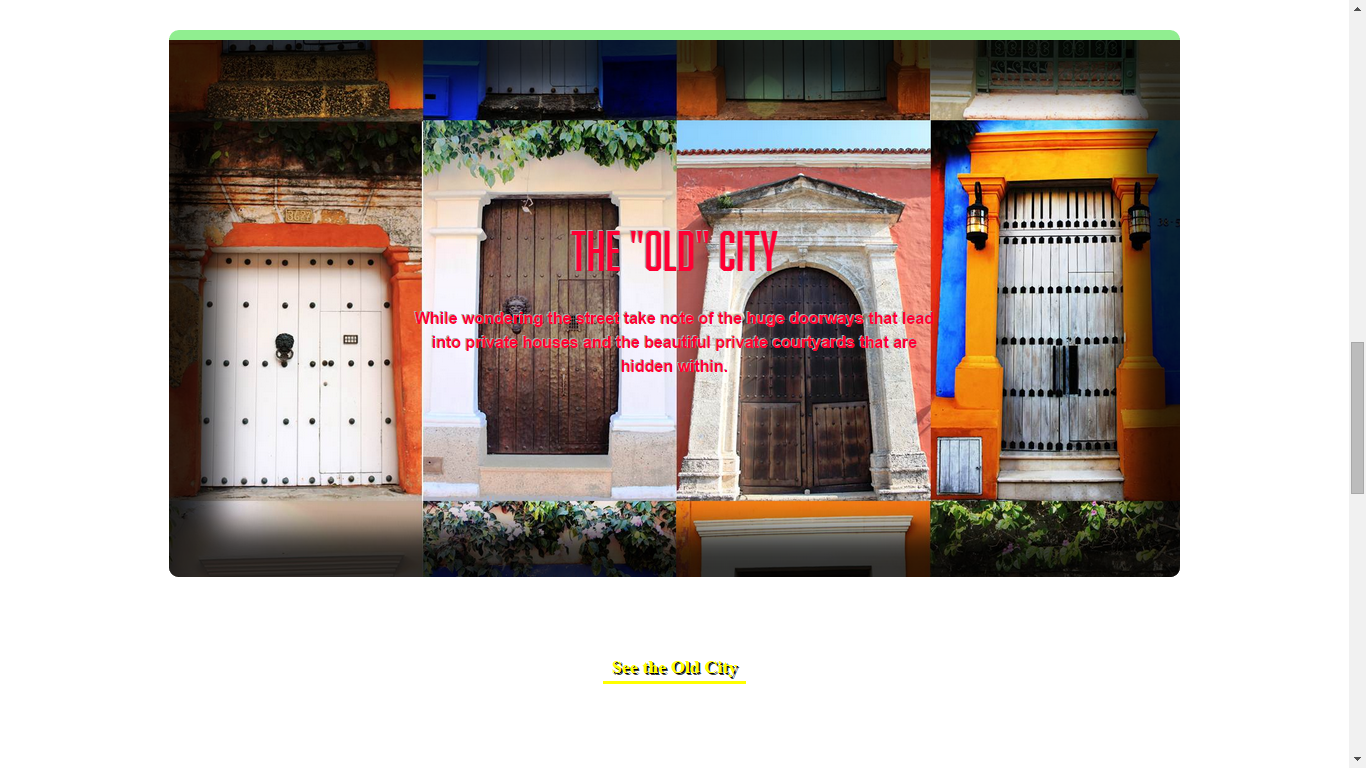 THE "OLD" CITY
While wondering the street take note of the huge doorways that lead
into private houses and the beautiful private courtyards that are
hidden within.
See the Old City